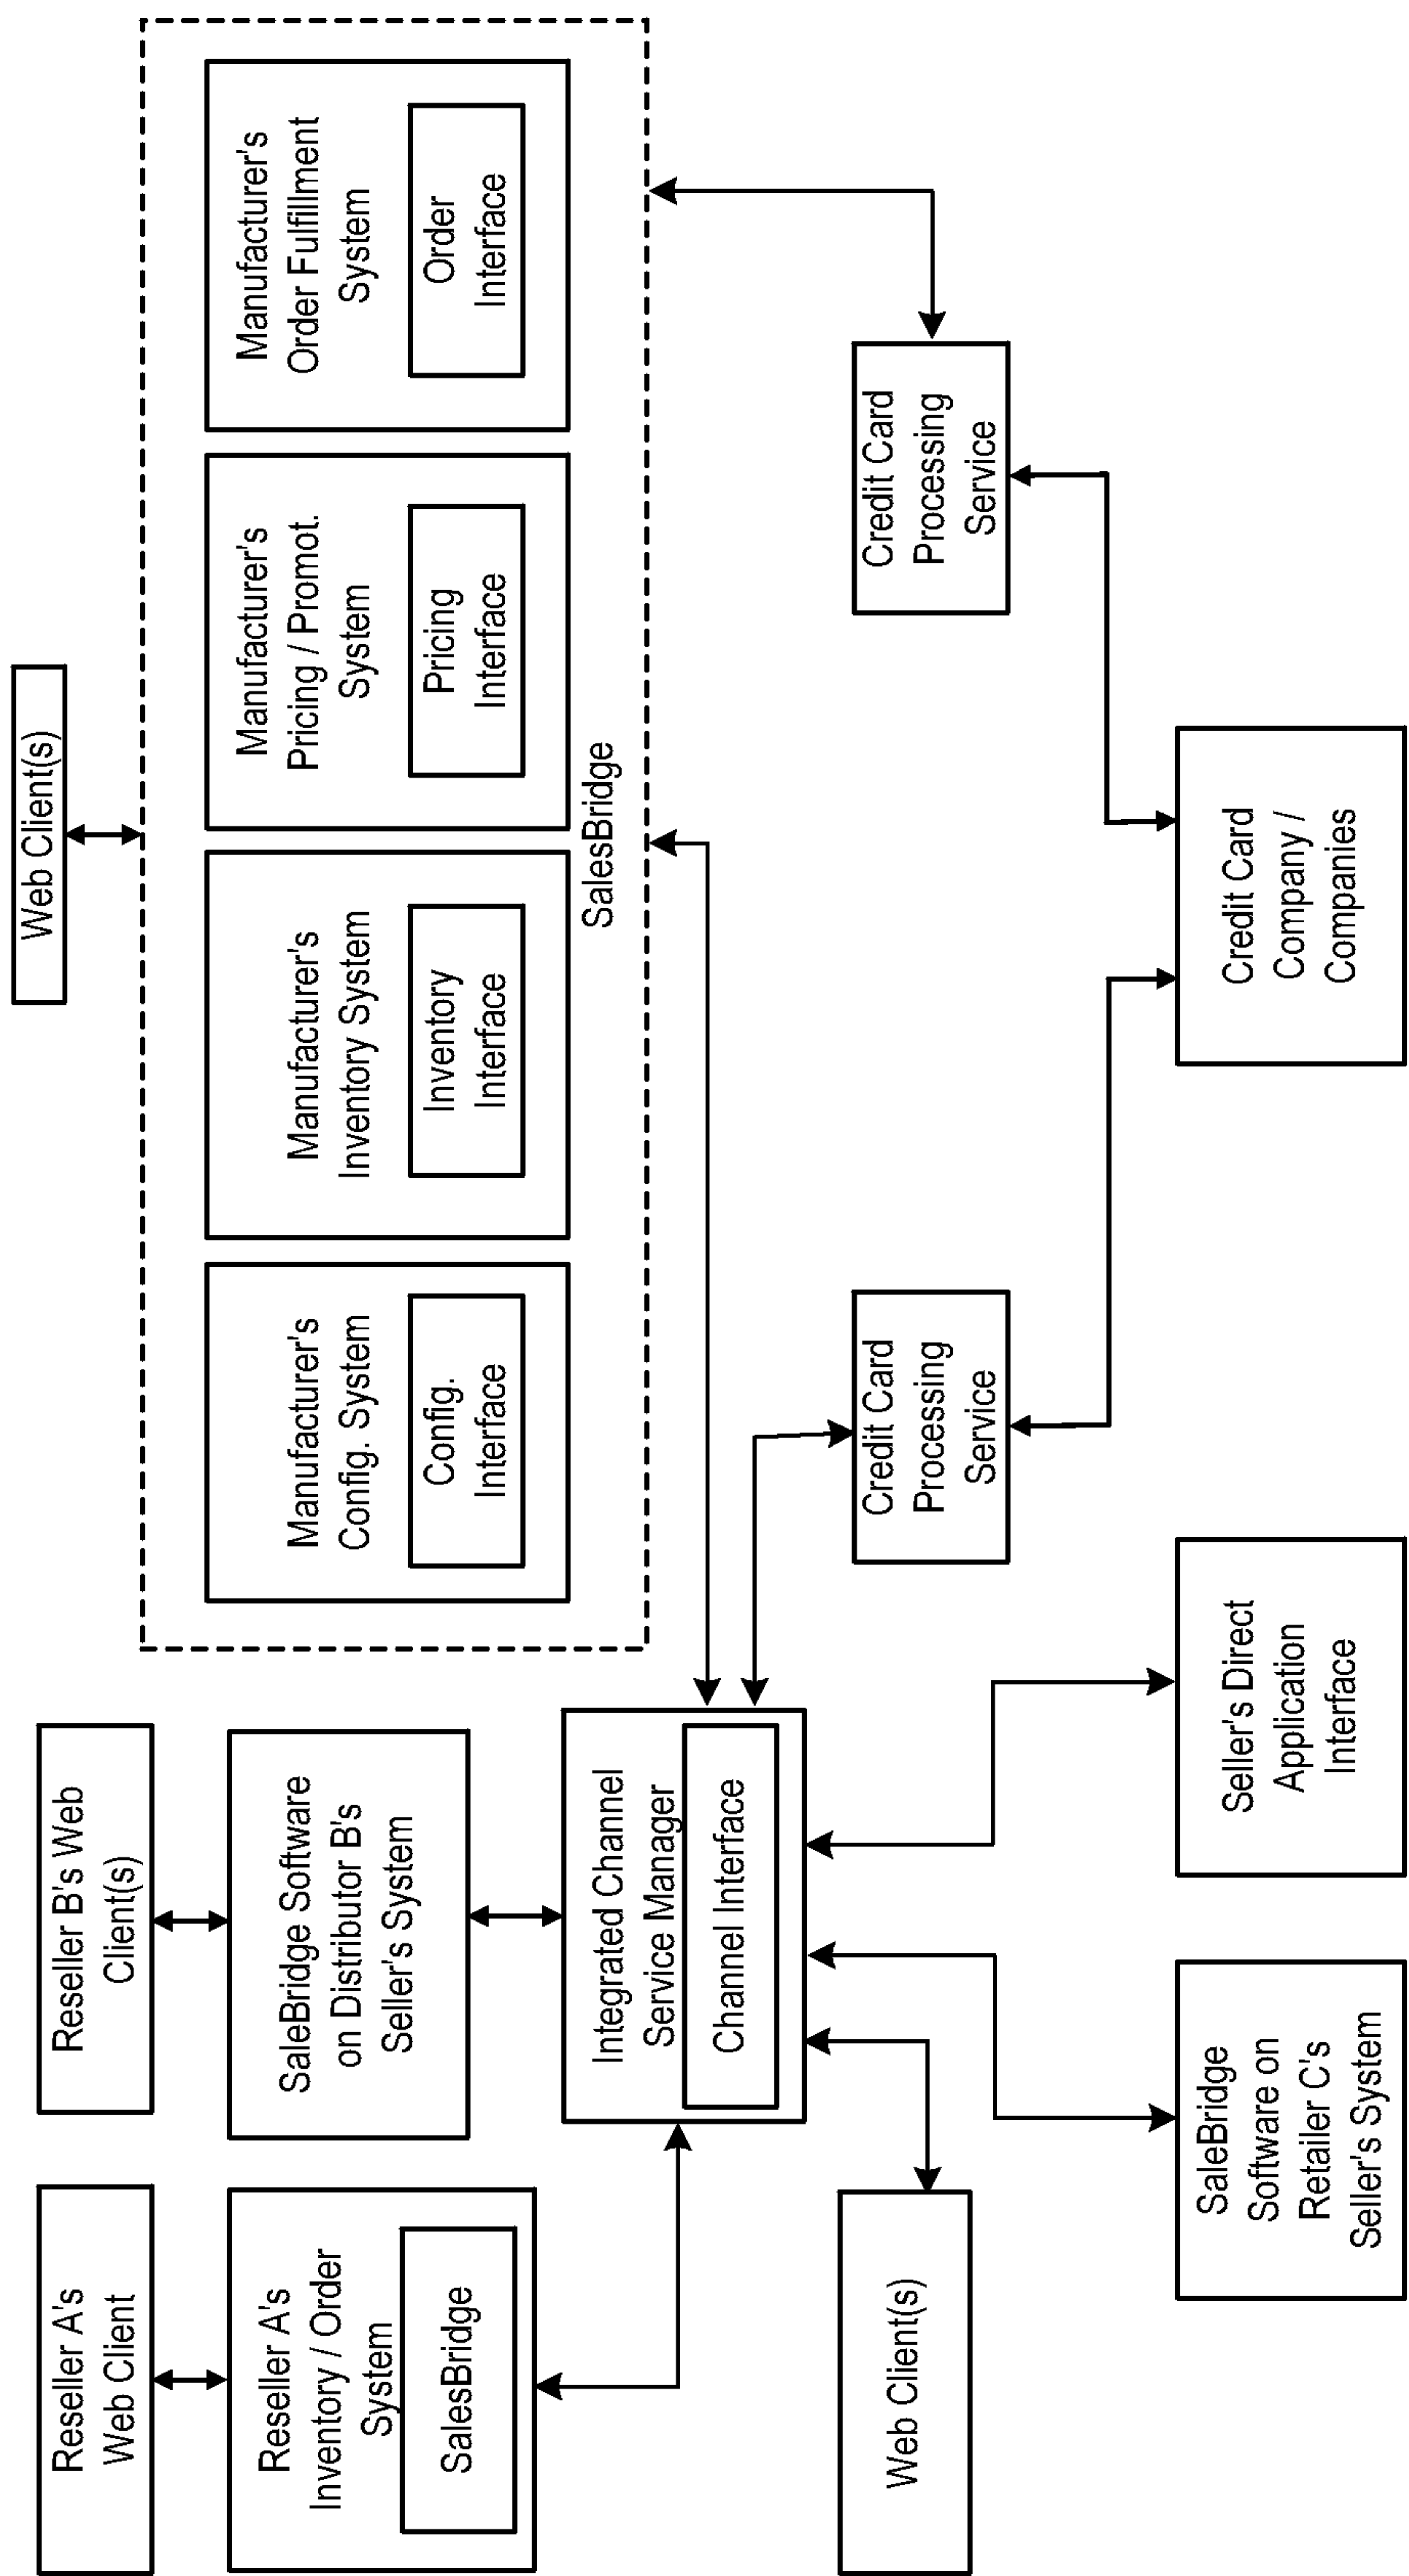 Reseller A's
Web Client
Reseller B's Web
Client(s)
Web Client(s)
Reseller A's
Inventory / Order
System
SalesBridge
SaleBridge Software
on Distributor B's
Seller's System
Manufacturer's
Config. System
Config.
Interface
Manufacturer's
Inventory System
Inventory
Interface
Manufacturer's
Pricing / Promot.
System
Pricing
Interface
Manufacturer's
Order Fulfillment
System
Order
Interface
SalesBridge
Integrated Channel
Service Manager
Channel Interface
Web Client(s)
Credit Card
Processing
Service
Credit Card
Processing
Service
SaleBridge
Software on
Retailer C's
Seller's System
Seller's Direct
Application
Interface
Credit Card
Company /
Companies